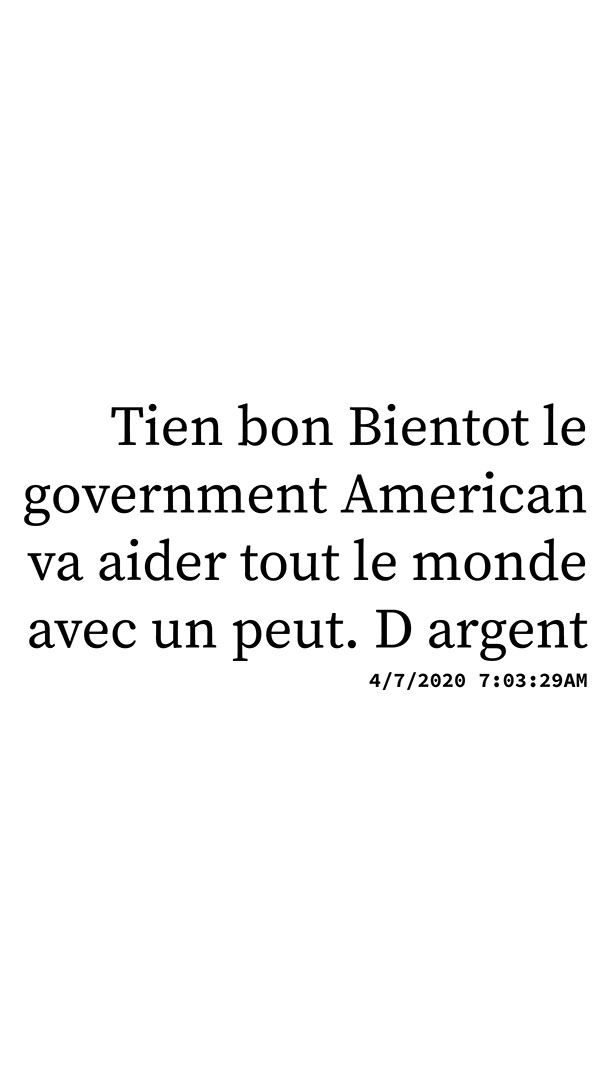 Tien bon Bientot le
government American
va aider tout le monde
avec un peut. D argent
4/7/2020 7:03:29AM